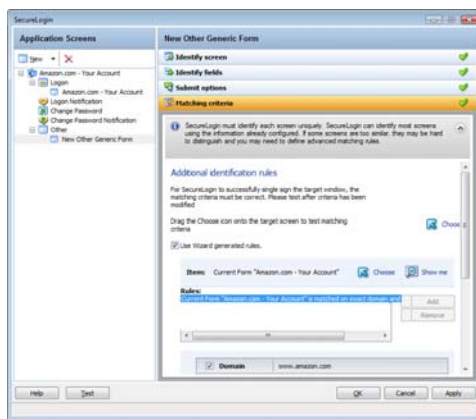 SecureLogin
Application Screens
New
Amazon.com - Your Account
Logon
Amazon.com - Your Account
Logon Notification
Change Password
Change Password Notification
Other
New Other Generic Form
New Other Generic Form
Identify screen
Identify fields
Submit options
Matching criteria
SecureLogin must identify each screen uniquely. SecureLogin can identify most screens
using the information already configured. If some screens are too similar, they may be hard
to distinguish and you may need to define advanced matching rules.
Additional identification rules
For SecureLogin to successfully single sign the target window, the
matching criteria must be correct. Please test after criteria has been
modified
Drag the Choose icon onto the target screen to test matching
criteria
Choose
Use Wizard generated rules.
Item: Current Form "Amazon.com - Your Account" Choose Show me
Rules:
Current Form "Amazon.com - Your Account" is matched on exact domain and
Add
Remove
Domain www.amazon.com
Help Test OK Cancel Apply